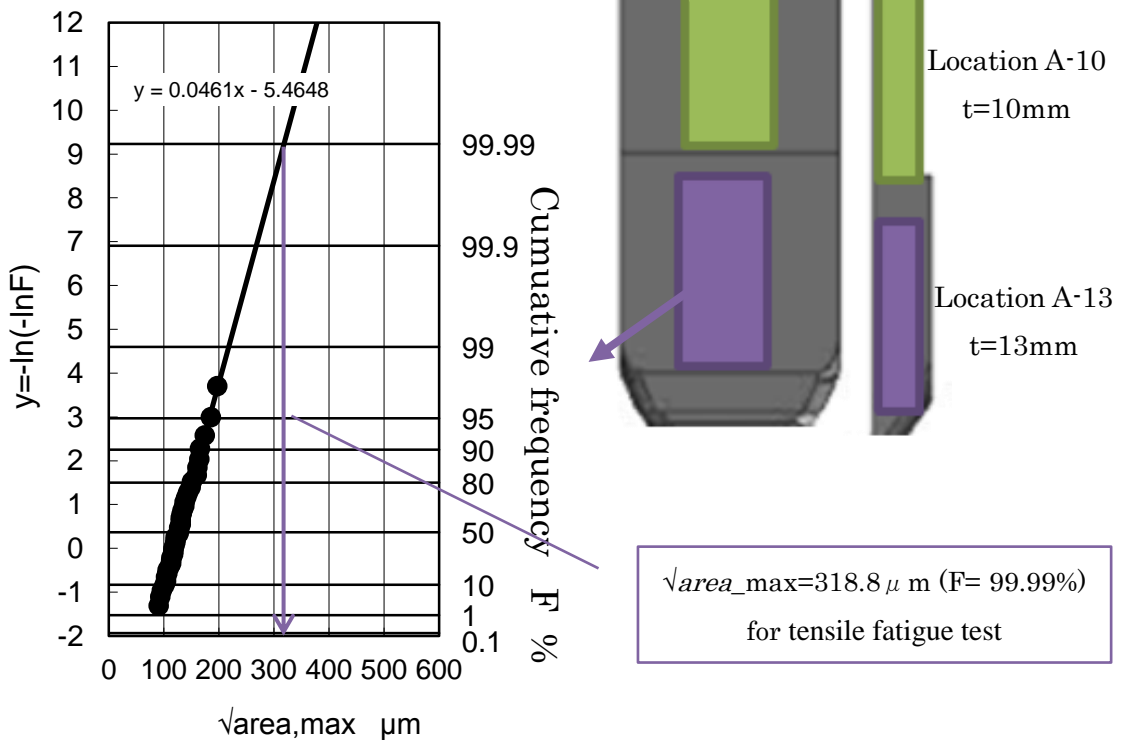 12
11
10
9
8
7
6
5
4
3
2
1
0
-1
-2
y=-ln(-lnF)
y = 0.0461x - 5.4648
0 100 200 300 400 500 600
√area,max μm
99.99
99.9
99
95
90
80
50
10
1
0.1
Cumuative frequency F %
Location A-10
t=10mm
Location A-13
t=13mm
√area_max=318.8μm (F= 99.99%)
for tensile fatigue test